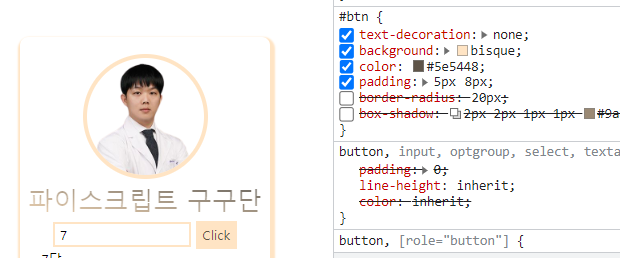 파이스크립트 구구단
7
Click
7단
#btn {
text-decoration: none;
background: bisque;
color: #5e5448;
padding: 5px 8px;
border-radius: 20px;
box-shadow: 2px 2px 1px 1px #9a
}
button, input, optgroup, select, texta
padding: 0;
line-height: inherit;
color: inherit;
}
button, [role="button"] {